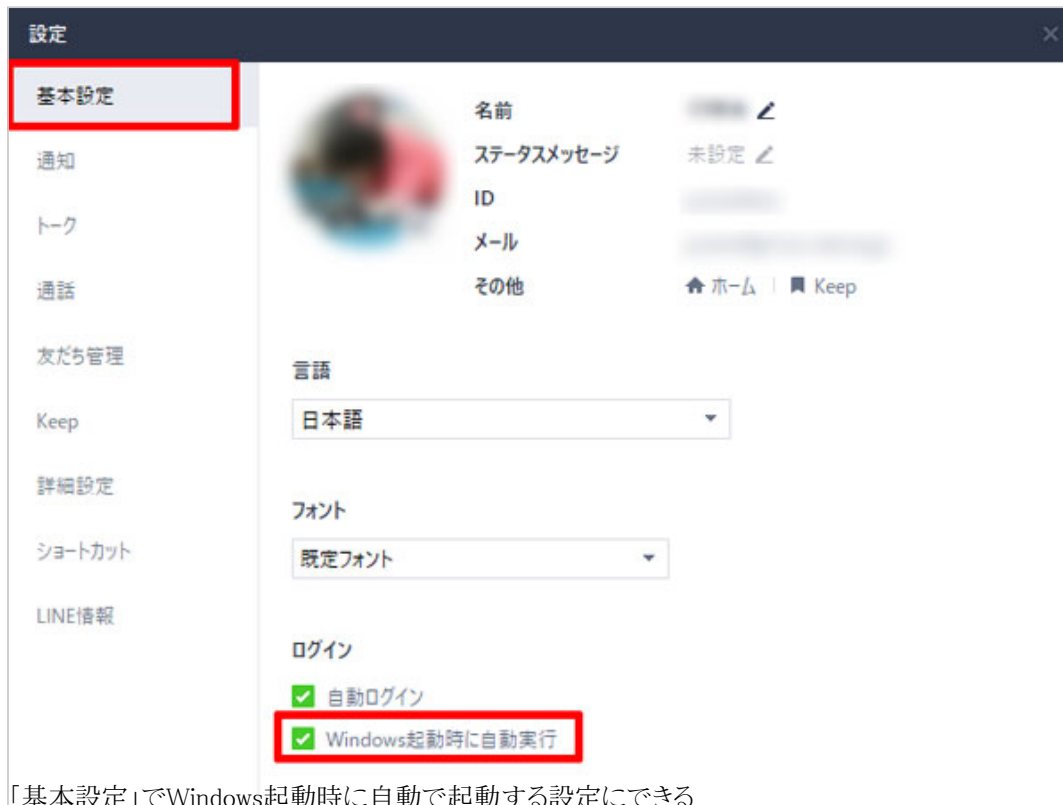 設定
基本設定
通知
トーク
通話
友だち管理
Keep
詳細設定
ショートカット
LINE情報
名前
ステータスメッセージ 未設定
ID
メール
その他 ホーム | Keep
言語
日本語
フォント
既定フォント
ログイン
自動ログイン
Windows起動時に自動実行
「基本設定」でWindows起動時に自動で起動する設定にできる